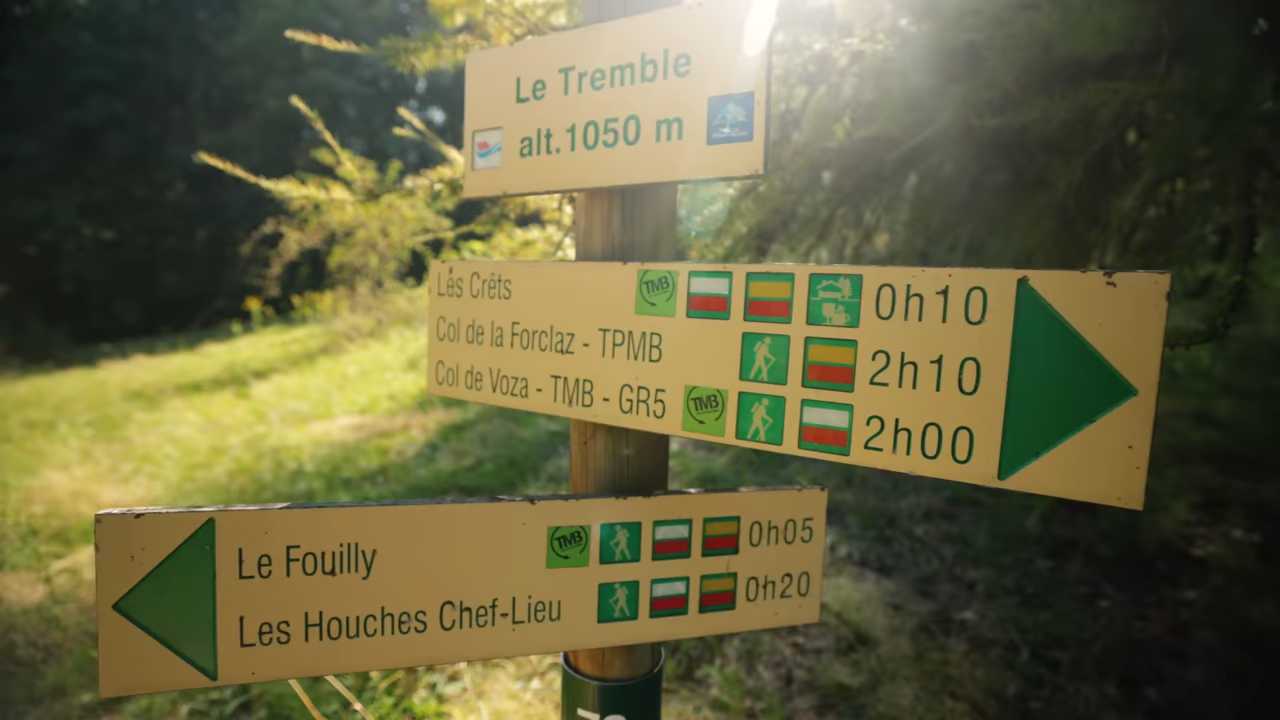 Le Tremble
alt.1050 m
Les Crêts TMB 0h10
Col de la Forclaz - TPMB 2h10
Col de Voza - TMB - GR5 TMB 2h00
Le Fouilly TMB 0h05
Les Houches Chef-Lieu 0h20